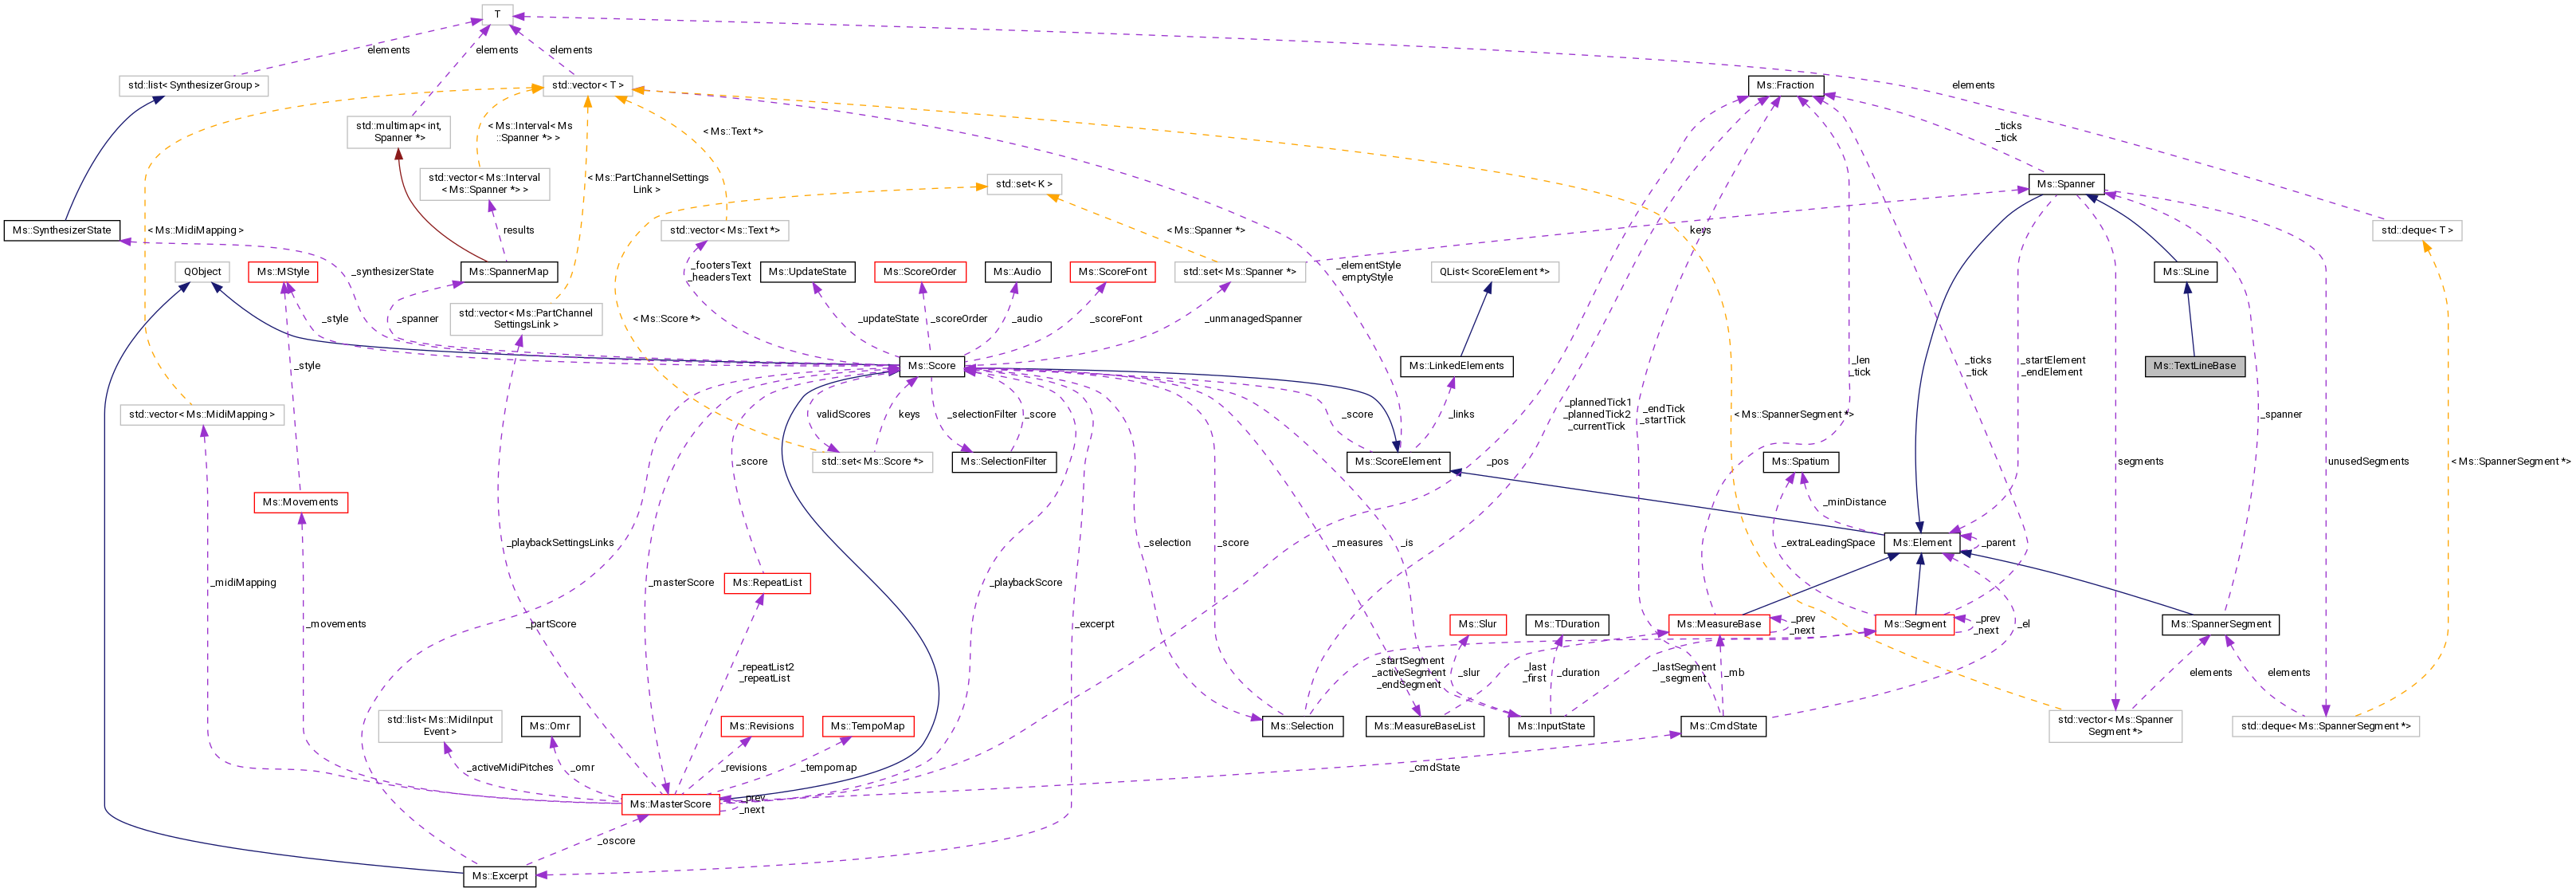 T
elements
elements
elements
std::list< SynthesizerGroup >
std::vector< T >
Ms::Fraction
elements
std::multimap< int,
Spanner *>
< Ms::Interval< Ms
::Spanner *> >
< Ms::Text *>
_ticks
_tick
std::vector< Ms::Interval
< Ms::Spanner *> >
< Ms::PartChannelSettings
Link >
std::set< K >
Ms::Spanner
Ms::SynthesizerState
< Ms::MidiMapping >
results
std::vector< Ms::Text *>
< Ms::Spanner *>
keys
std::deque< T >
QObject
Ms::MStyle
_synthesizerState
Ms::SpannerMap
_footersText
_headersText
Ms::UpdateState
Ms::ScoreOrder
Ms::Audio
Ms::ScoreFont
std::set< Ms::Spanner *>
_elementStyle
emptyStyle
QList< ScoreElement *>
Ms::SLine
std::vector< Ms::PartChannel
SettingsLink >
_style
_spanner
< Ms::Score *>
_updateState
_scoreOrder
_audio
_scoreFont
_unmanagedSpanner
_style
Ms::Score
Ms::LinkedElements
_len
_tick
_ticks
_tick
_startElement
_endElement
Ms::TextLineBase
std::vector< Ms::MidiMapping >
validScores
keys
_selectionFilter
_score
_score
_links
_plannedTick1
_plannedTick2
_currentTick
_endTick
_startTick
< Ms::SpannerSegment *>
_spanner
_score
std::set< Ms::Score *>
Ms::SelectionFilter
Ms::ScoreElement
_pos
Ms::Spatium
segments
unusedSegments
< Ms::SpannerSegment *>
Ms::Movements
_minDistance
_playbackSettingsLinks
_selection
_score
_measures
_is
_extraLeadingSpace
Ms::Element
_parent
_midiMapping
Ms::RepeatList
_masterScore
_playbackScore
_movements
_partScore
_excerpt
Ms::Slur
Ms::TDuration
Ms::MeasureBase
_prev
_next
Ms::Segment
_prev
_next
_el
Ms::SpannerSegment
_repeatList2
_repeatList
_startSegment
_activeSegment
_endSegment
_last
_first
_slur
_duration
_lastSegment
_segment
_mb
elements
elements
std::list< Ms::MidiInput
Event >
Ms::Omr
Ms::Revisions
Ms::TempoMap
Ms::Selection
Ms::MeasureBaseList
Ms::InputState
Ms::CmdState
std::vector< Ms::Spanner
Segment *>
std::deque< Ms::SpannerSegment *>
_activeMidiPitches
_omr
_revisions
_tempomap
_cmdState
Ms::MasterScore
_prev
_next
_oscore
Ms::Excerpt